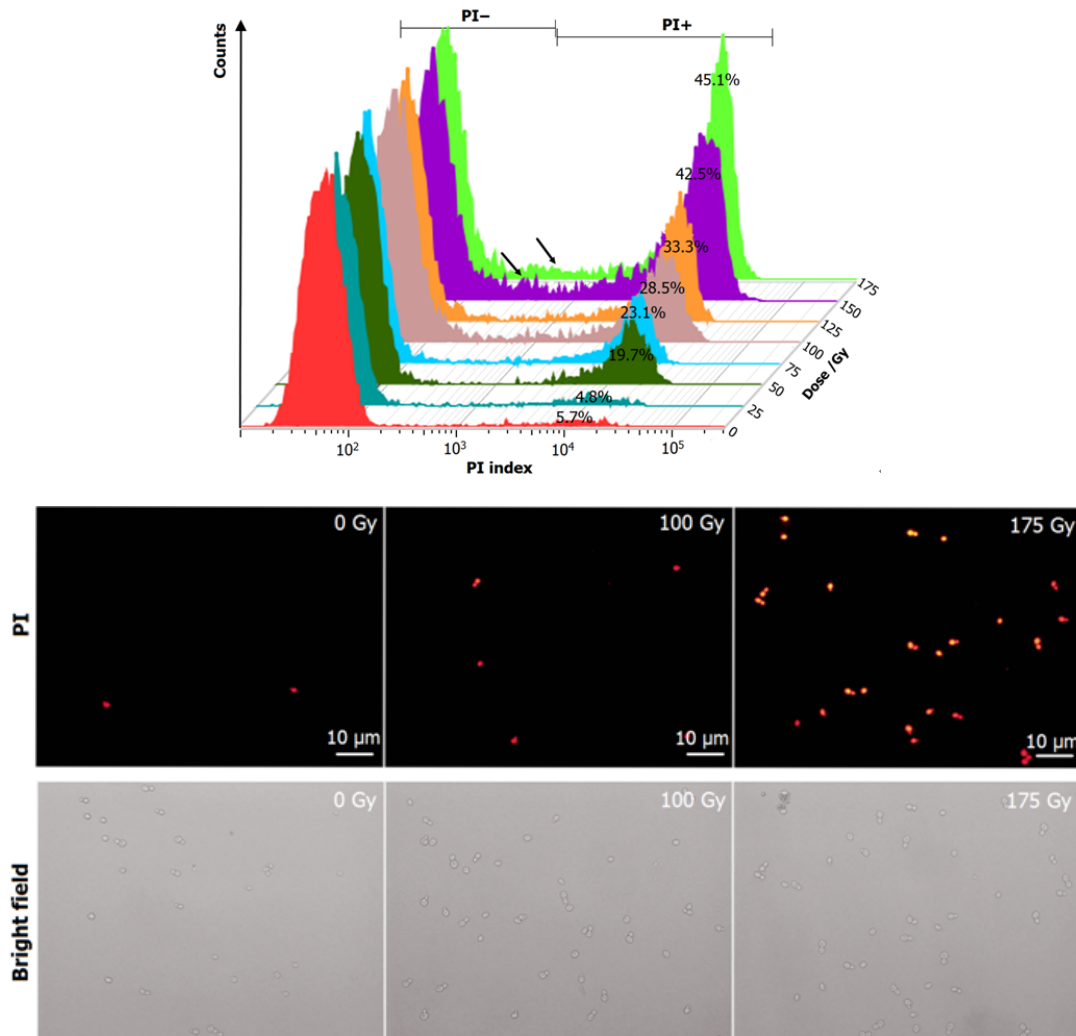 PI−
PI+
Counts
45.1%
42.5%
33.3%
28.5%
23.1%
19.7%
4.8%
5.7%
175
150
125
100
75
50
25
0
Dose /Gy
10² 10³ 10⁴ 10⁵
PI index
PI
0 Gy
100 Gy
175 Gy
10 µm
10 µm
10 µm
Bright field
0 Gy
100 Gy
175 Gy